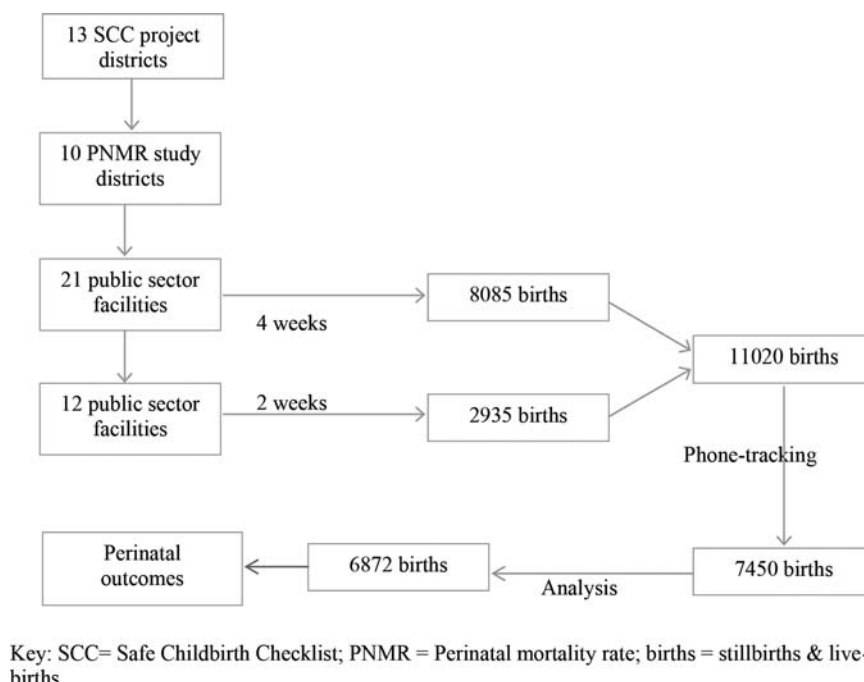 13 SCC project
districts
10 PNMR study
districts
21 public sector
facilities
4 weeks
8085 births
11020 births
12 public sector
facilities
2 weeks
2935 births
Phone-tracking
Perinatal
outcomes
6872 births
Analysis
7450 births
Key: SCC= Safe Childbirth Checklist; PNMR = Perinatal mortality rate; births = stillbirths & live-
births